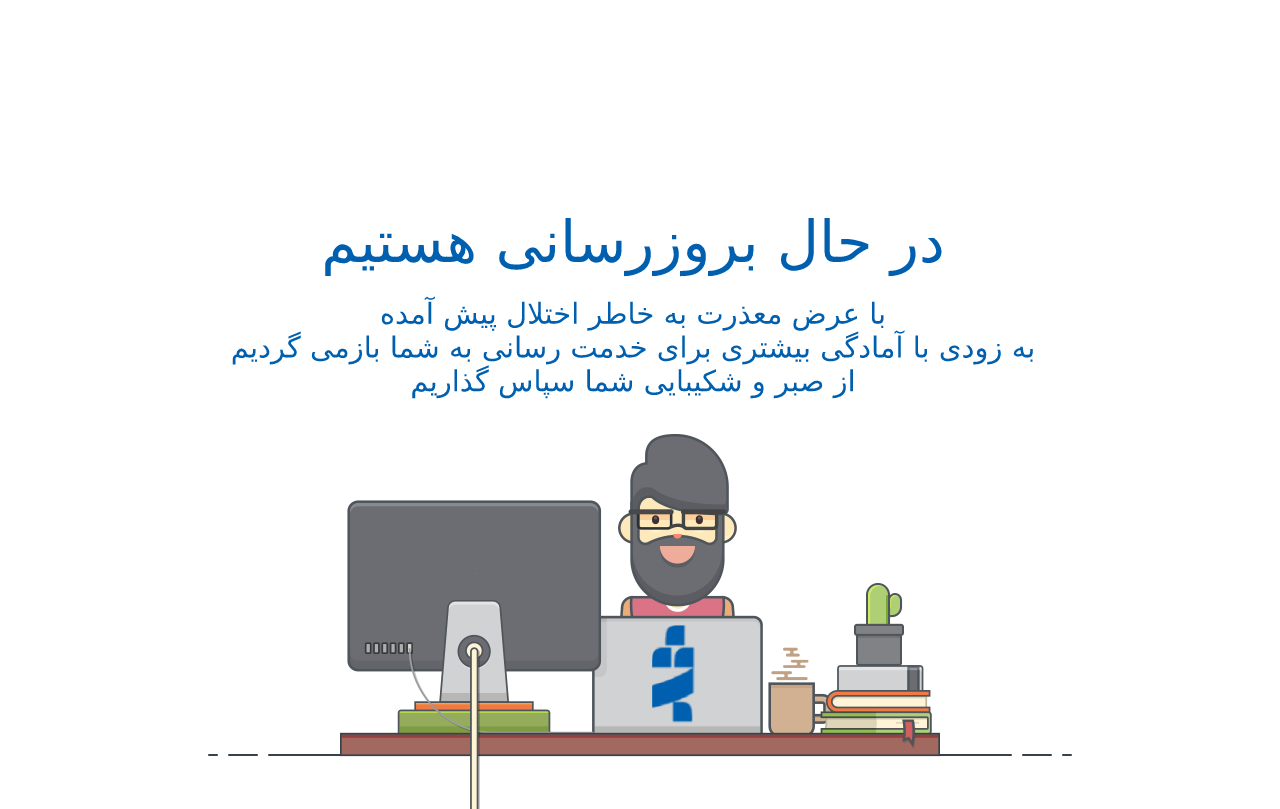 در حال بروزرسانی هستیم
با عرض معذرت به خاطر اختلال پیش آمده
به زودی با آمادگی بیشتری برای خدمت رسانی به شما بازمی گردیم
از صبر و شکیبایی شما سپاس گذاریم